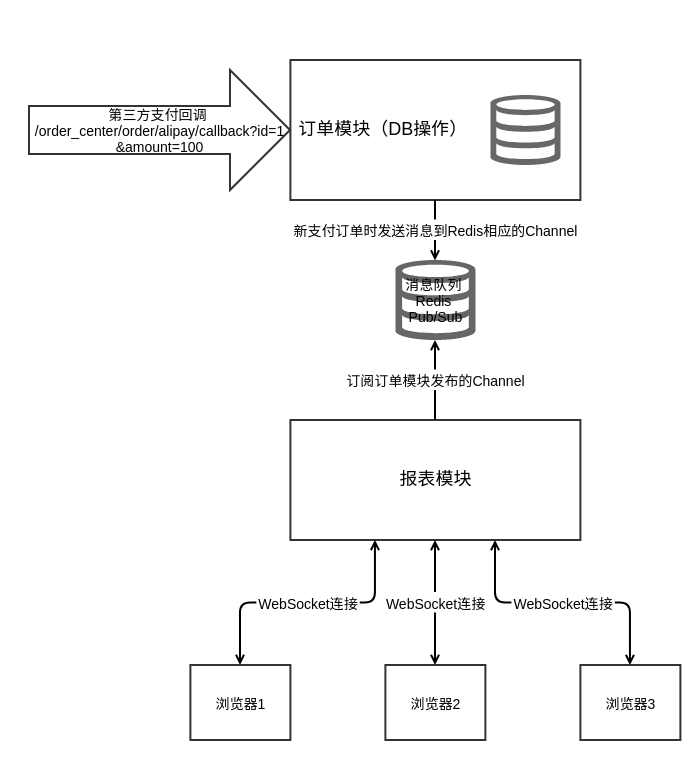 第三方支付回调
/order_center/order/alipay/callback?id=1
&amount=100
订单模块（DB操作）
新支付订单时发送消息到Redis相应的Channel
消息队列
Redis
Pub/Sub
订阅订单模块发布的Channel
报表模块
WebSocket连接
WebSocket连接
WebSocket连接
浏览器1
浏览器2
浏览器3